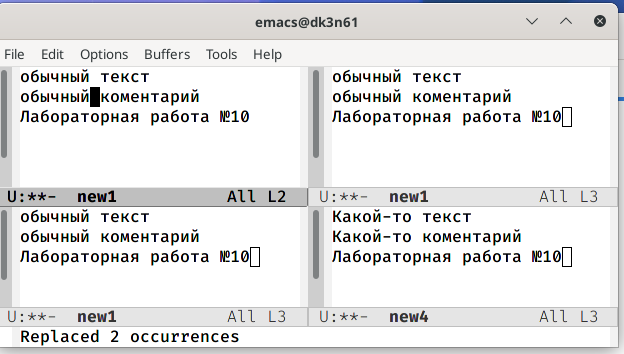 emacs@dk3n61
File Edit Options Buffers Tools Help
обычный текст
обычный коментарий
Лабораторная работа №10
U:**- new1 All L2
обычный текст
обычный коментарий
Лабораторная работа №10
U:**- new1 All L3
обычный текст
обычный коментарий
Лабораторная работа №10
U:**- new1 All L3
Какой-то текст
Какой-то коментарий
Лабораторная работа №10
U:**- new4 All L3
Replaced 2 occurrences